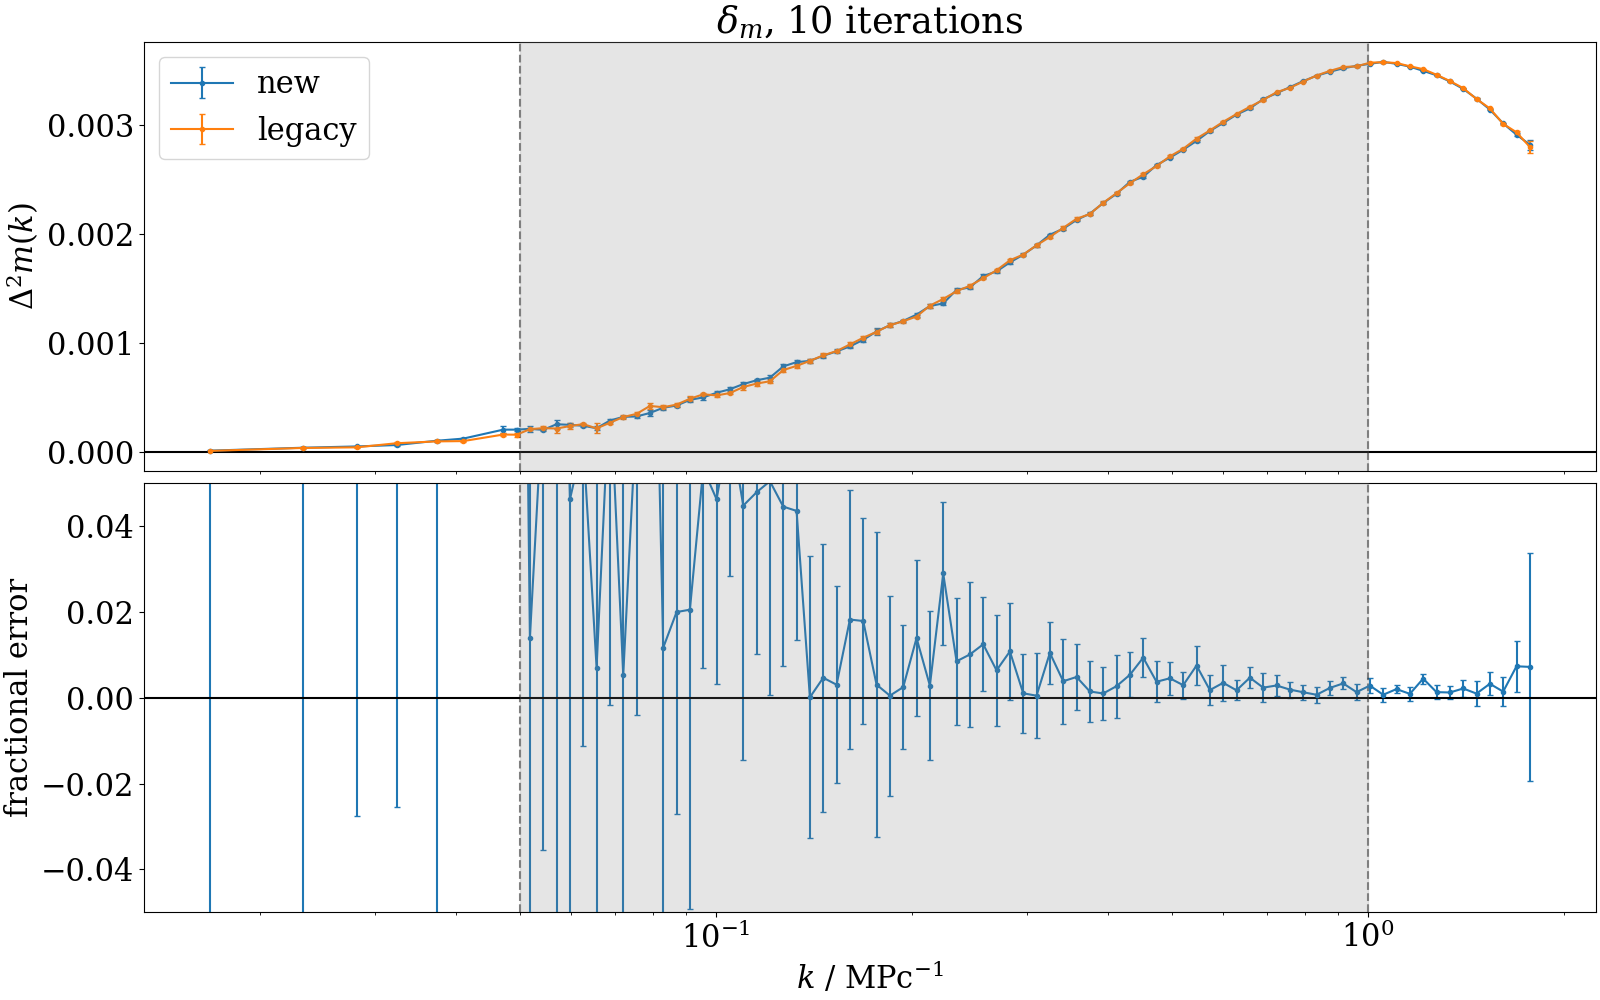 δₘ, 10 iterations
new
legacy
Δ²m(k)
0.003
0.002
0.001
0.000
fractional error
0.04
0.02
0.00
−0.02
−0.04
10⁻¹
10⁰
k / MPc⁻¹